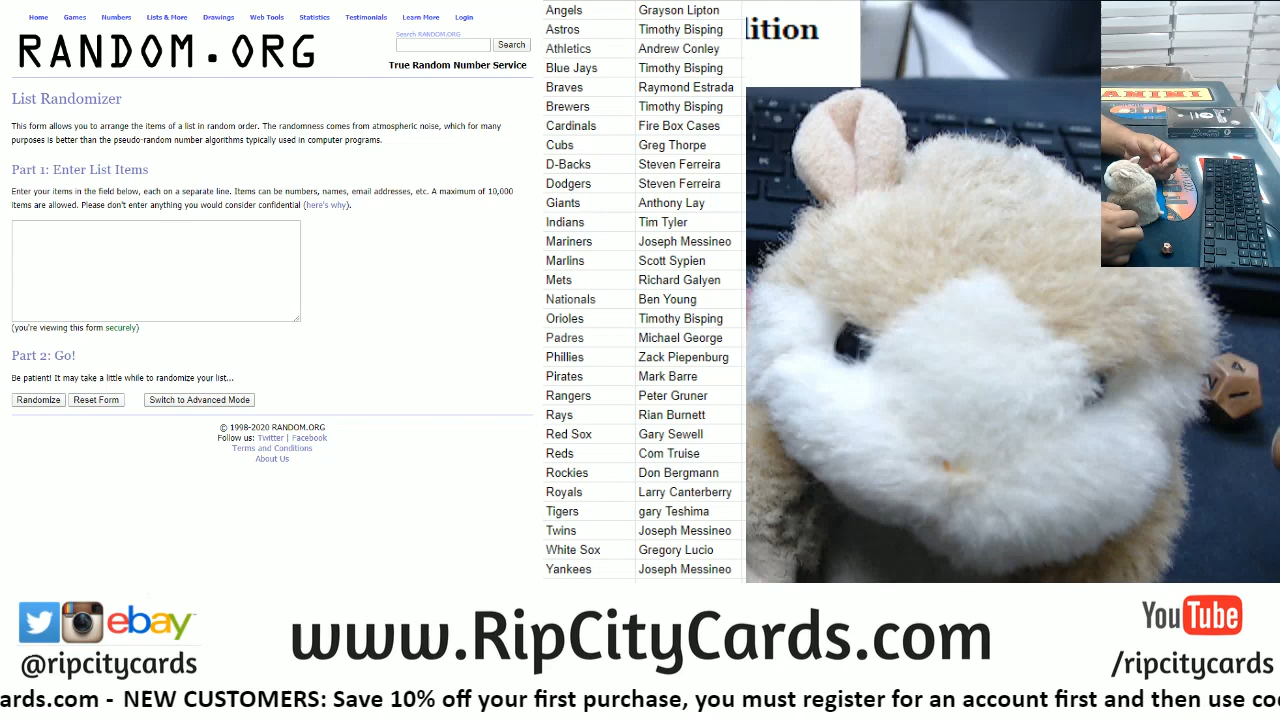 Home Games Numbers Lists & More Drawings Web Tools Statistics Testimonials Learn More Login
RANDOM.ORG
Search RANDOM.ORG
Search
True Random Number Service
List Randomizer
This form allows you to arrange the items of a list in random order. The randomness comes from atmospheric noise, which for many
purposes is better than the pseudo-random number algorithms typically used in computer programs.
Part 1: Enter List Items
Enter your items in the field below, each on a separate line. Items can be numbers, names, email addresses, etc. A maximum of 10,000
items are allowed. Please don't enter anything you would consider confidential (here's why).
(you're viewing this form securely)
Part 2: Go!
Be patient! It may take a little while to randomize your list...
Randomize Reset Form Switch to Advanced Mode
© 1998-2020 RANDOM.ORG
Follow us: Twitter | Facebook
Terms and Conditions
About Us
Angels Grayson Lipton
Astros Timothy Bisping
Athletics Andrew Conley
Blue Jays Timothy Bisping
Braves Raymond Estrada
Brewers Timothy Bisping
Cardinals Fire Box Cases
Cubs Greg Thorpe
D-Backs Steven Ferreira
Dodgers Steven Ferreira
Giants Anthony Lay
Indians Tim Tyler
Mariners Joseph Messineo
Marlins Scott Sypien
Mets Richard Galyen
Nationals Ben Young
Orioles Timothy Bisping
Padres Michael George
Phillies Zack Piepenburg
Pirates Mark Barre
Rangers Peter Gruner
Rays Rian Burnett
Red Sox Gary Sewell
Reds Com Truise
Rockies Don Bergmann
Royals Larry Canterberry
Tigers gary Teshima
Twins Joseph Messineo
White Sox Gregory Lucio
Yankees Joseph Messineo
lition
PANINI
ebay
@ripcitycards
www.RipCityCards.com
YouTube
/ripcitycards
ards.com - NEW CUSTOMERS: Save 10% off your first purchase, you must register for an account first and then use co